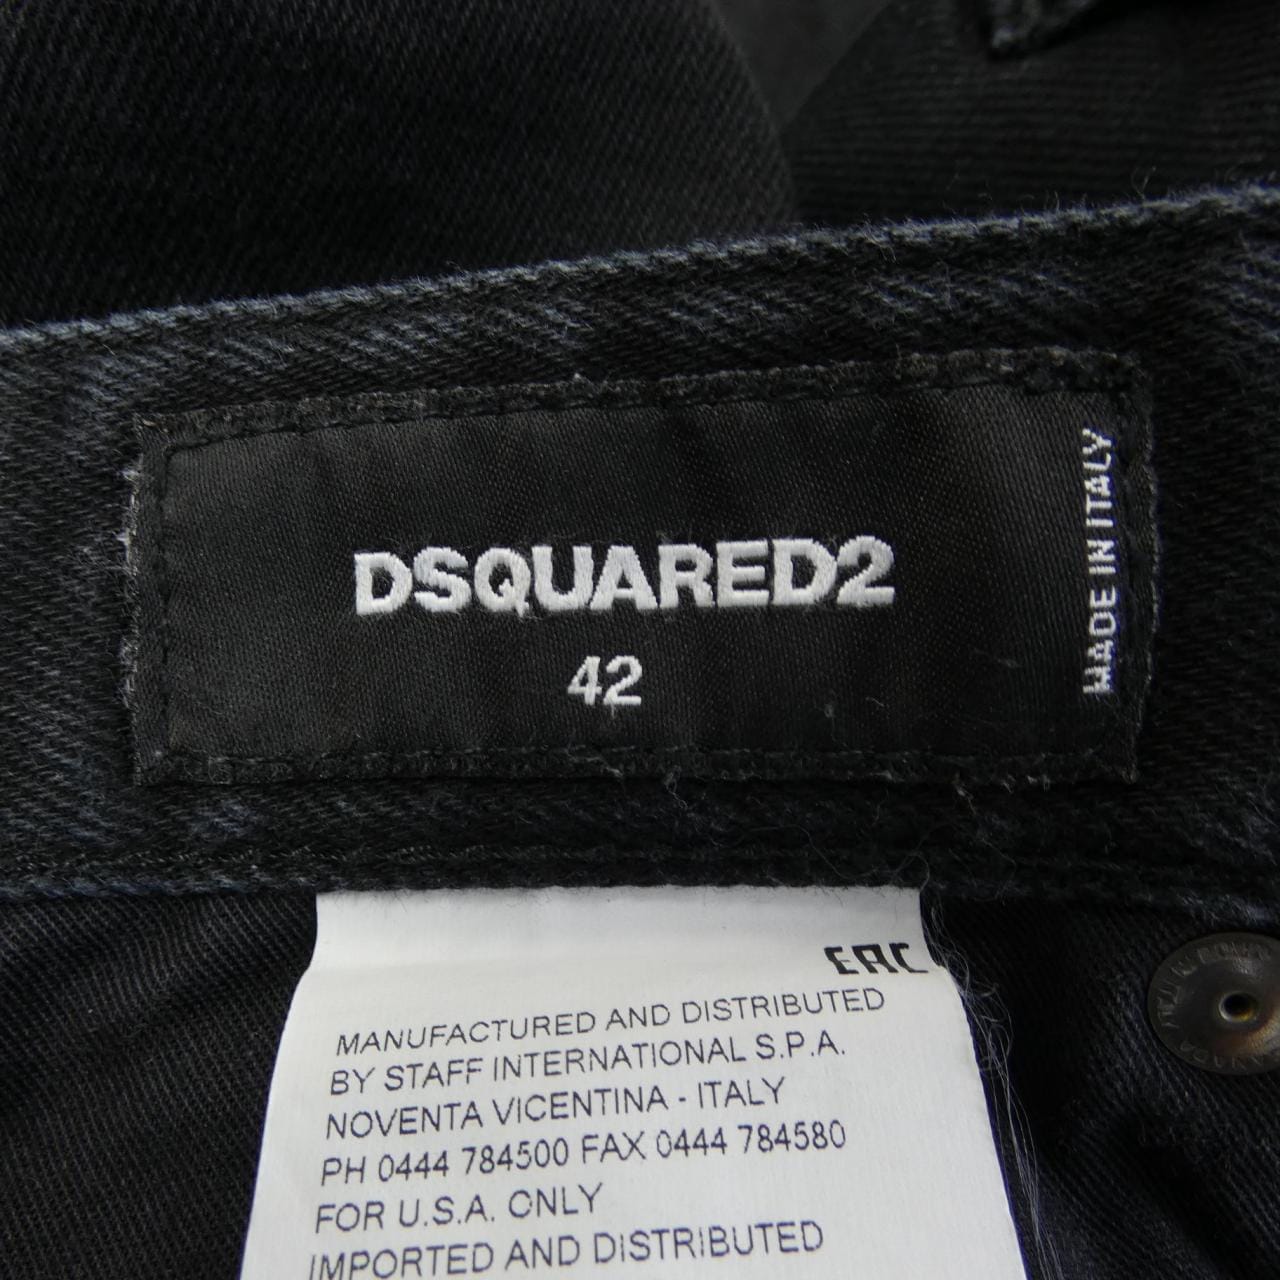 DSQUARED2
42
MADE IN ITALY
EAC
MANUFACTURED AND DISTRIBUTED
BY STAFF INTERNATIONAL S.P.A.
NOVENTA VICENTINA - ITALY
PH 0444 784500 FAX 0444 784580
FOR U.S.A. ONLY
IMPORTED AND DISTRIBUTED